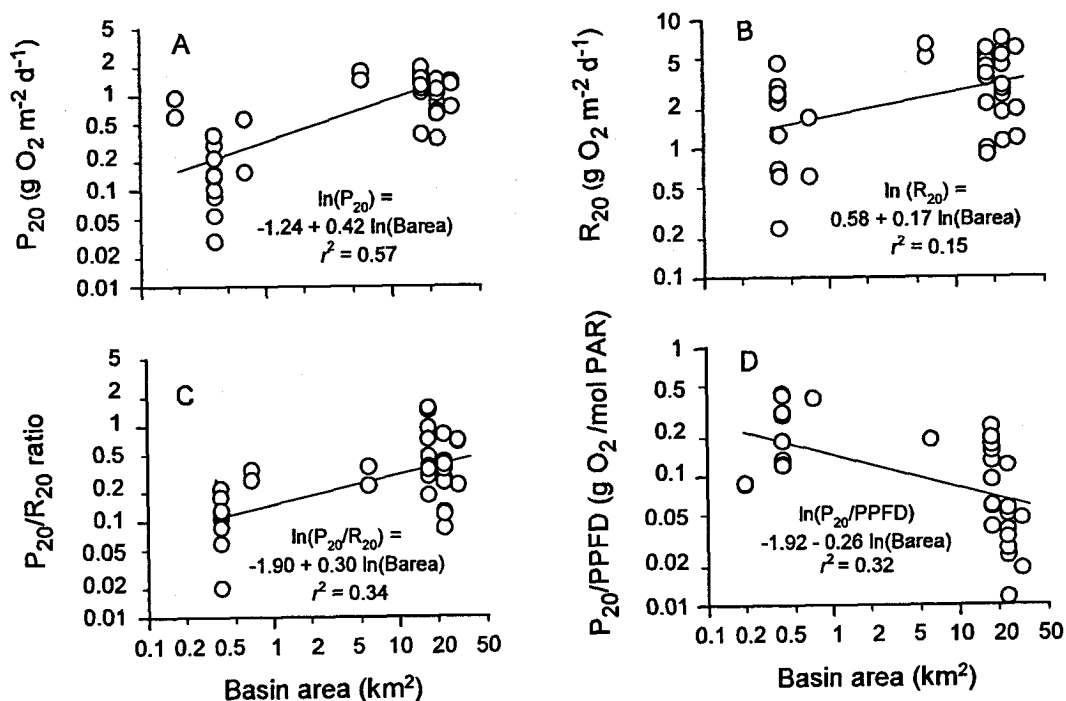 A
P₂₀ (g O₂ m⁻² d⁻¹)
5
2
1
0.5
0.2
0.1
0.05
0.02
0.01
0.1
1
10
ln(P₂₀) =
-1.24 + 0.42 ln(Barea)
r² = 0.57
B
R₂₀ (g O₂ m⁻² d⁻¹)
10
5
2
1
0.5
0.2
0.1
ln (R₂₀) =
0.58 + 0.17 ln(Barea)
r² = 0.15
C
P₂₀/R₂₀ ratio
5
2
1
0.5
0.2
0.1
0.05
0.02
0.01
ln(P₂₀/R₂₀) =
-1.90 + 0.30 ln(Barea)
r² = 0.34
0.1 0.2 0.5 1 2 5 10 20 50
Basin area (km²)
D
P₂₀/PPFD (g O₂ /mol PAR)
1
0.5
0.2
0.1
0.05
0.02
0.01
ln(P₂₀/PPFD)
-1.92 - 0.26 ln(Barea)
r² = 0.32
0.1 0.2 0.5 1 2 5 10 20 50
Basin area (km²)